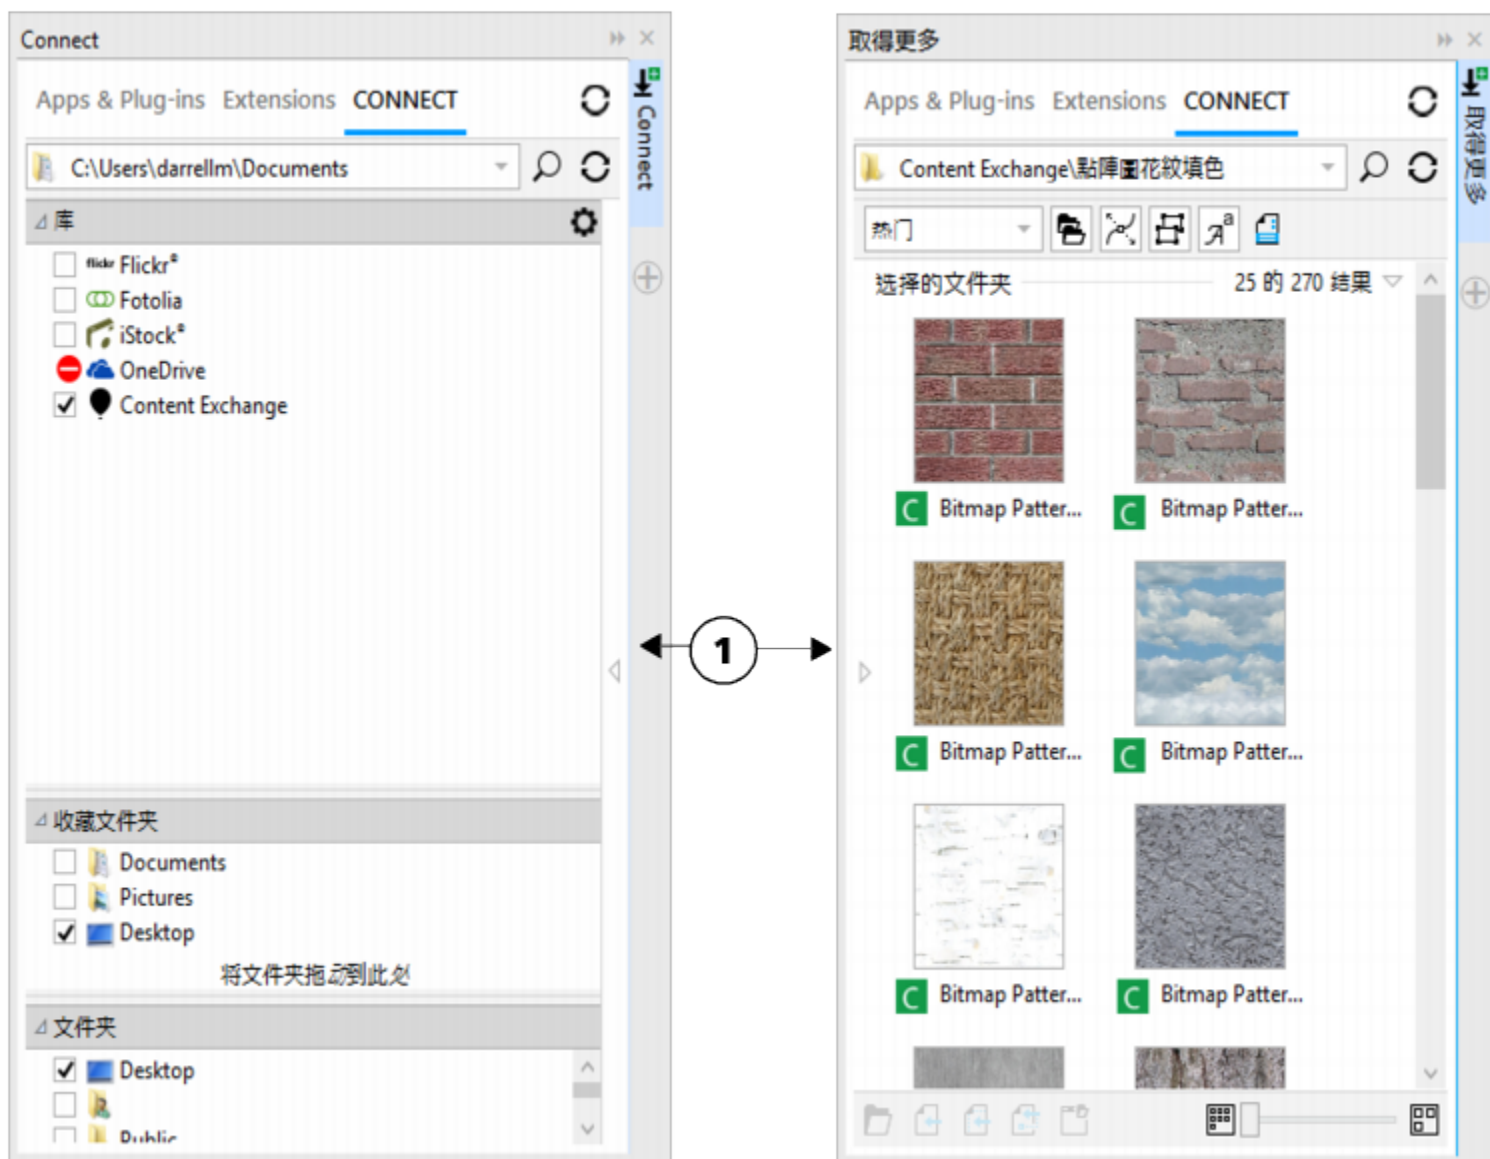 Connect
Apps & Plug-ins Extensions CONNECT
Connect
C:\Users\darrellm\Documents
库
flickr Flickr®
Fotolia
iStock®
OneDrive
Content Exchange
收藏文件夹
Documents
Pictures
Desktop
将文件夹拖动到此处
文件夹
Desktop
Public
1
取得更多
Apps & Plug-ins Extensions CONNECT
取得更多
Content Exchange\點陣圖花紋填色
热门
选择的文件夹 25 的 270 结果
C Bitmap Patter... C Bitmap Patter...
C Bitmap Patter... C Bitmap Patter...
C Bitmap Patter... C Bitmap Patter...